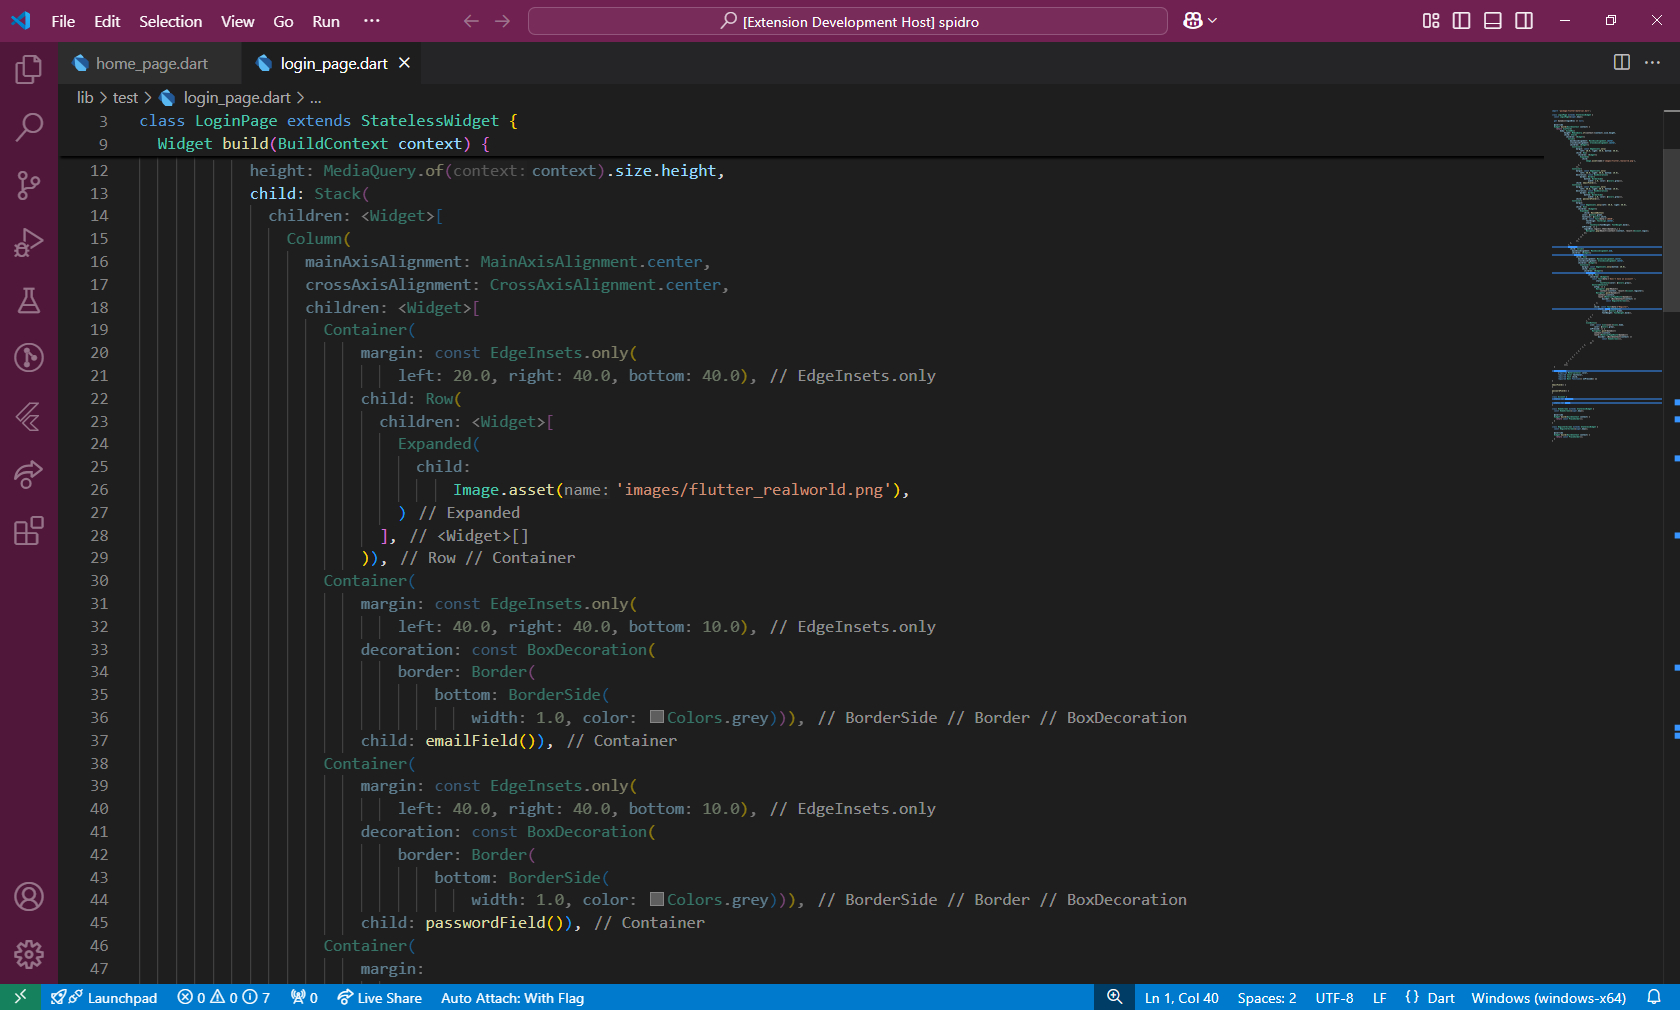 File Edit Selection View Go Run ··· [Extension Development Host] spidro
home_page.dart login_page.dart
lib > test > login_page.dart > ...
3 class LoginPage extends StatelessWidget {
9 Widget build(BuildContext context) {
12 height: MediaQuery.of(context: context).size.height,
13 child: Stack(
14 children: <Widget>[
15 Column(
16 mainAxisAlignment: MainAxisAlignment.center,
17 crossAxisAlignment: CrossAxisAlignment.center,
18 children: <Widget>[
19 Container(
20 margin: const EdgeInsets.only(
21 left: 20.0, right: 40.0, bottom: 40.0), // EdgeInsets.only
22 child: Row(
23 children: <Widget>[
24 Expanded(
25 child:
26 Image.asset(name: 'images/flutter_realworld.png'),
27 ) // Expanded
28 ], // <Widget>[]
29 )), // Row // Container
30 Container(
31 margin: const EdgeInsets.only(
32 left: 40.0, right: 40.0, bottom: 10.0), // EdgeInsets.only
33 decoration: const BoxDecoration(
34 border: Border(
35 bottom: BorderSide(
36 width: 1.0, color: Colors.grey))), // BorderSide // Border // BoxDecoration
37 child: emailField()), // Container
38 Container(
39 margin: const EdgeInsets.only(
40 left: 40.0, right: 40.0, bottom: 10.0), // EdgeInsets.only
41 decoration: const BoxDecoration(
42 border: Border(
43 bottom: BorderSide(
44 width: 1.0, color: Colors.grey))), // BorderSide // Border // BoxDecoration
45 child: passwordField()), // Container
46 Container(
47 margin:
Launchpad 0 0 7 0 Live Share Auto Attach: With Flag Ln 1, Col 40 Spaces: 2 UTF-8 LF {} Dart Windows (windows-x64)